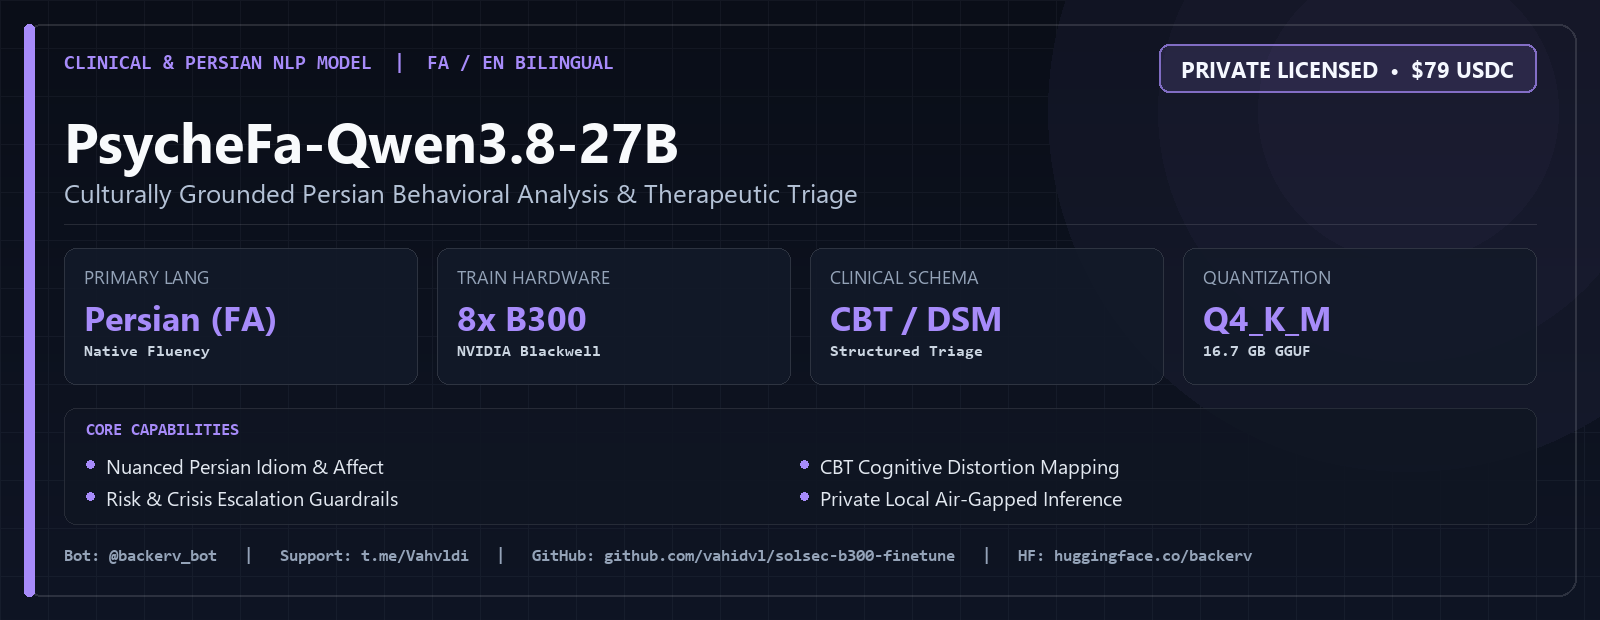 CLINICAL & PERSIAN NLP MODEL | FA / EN BILINGUAL
PRIVATE LICENSED • $79 USDC
PsycheFa-Qwen3.8-27B
Culturally Grounded Persian Behavioral Analysis & Therapeutic Triage
PRIMARY LANG
Persian (FA)
Native Fluency
TRAIN HARDWARE
8x B300
NVIDIA Blackwell
CLINICAL SCHEMA
CBT / DSM
Structured Triage
QUANTIZATION
Q4_K_M
16.7 GB GGUF
CORE CAPABILITIES
• Nuanced Persian Idiom & Affect
• Risk & Crisis Escalation Guardrails
• CBT Cognitive Distortion Mapping
• Private Local Air-Gapped Inference
Bot: @backerv_bot | Support: t.me/Vahvldi | GitHub: github.com/vahidvl/solsec-b300-finetune | HF: huggingface.co/backerv